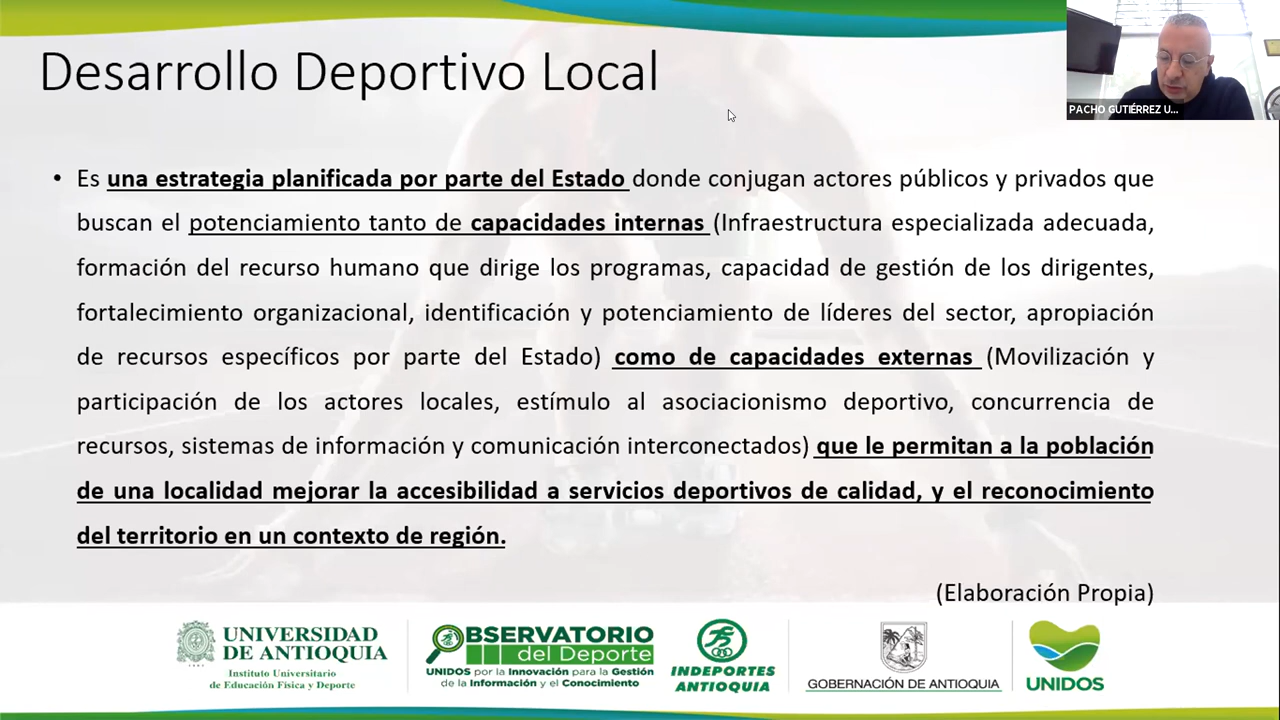 Desarrollo Deportivo Local
PACHO GUTIÉRREZ U...
• Es una estrategia planificada por parte del Estado donde conjugan actores públicos y privados que
buscan el potenciamiento tanto de capacidades internas (Infraestructura especializada adecuada,
formación del recurso humano que dirige los programas, capacidad de gestión de los dirigentes,
fortalecimiento organizacional, identificación y potenciamiento de líderes del sector, apropiación
de recursos específicos por parte del Estado) como de capacidades externas (Movilización y
participación de los actores locales, estímulo al asociacionismo deportivo, concurrencia de
recursos, sistemas de información y comunicación interconectados) que le permitan a la población
de una localidad mejorar la accesibilidad a servicios deportivos de calidad, y el reconocimiento
del territorio en un contexto de región.
(Elaboración Propia)
UNIVERSIDAD
DE ANTIOQUIA
Instituto Universitario
de Educación Física y Deporte
OBSERVATORIO
del Deporte
UNIDOS por la Innovación para la Gestión
de la Información y el Conocimiento
INDEPORTES
ANTIOQUIA
GOBERNACIÓN DE ANTIOQUIA
UNIDOS